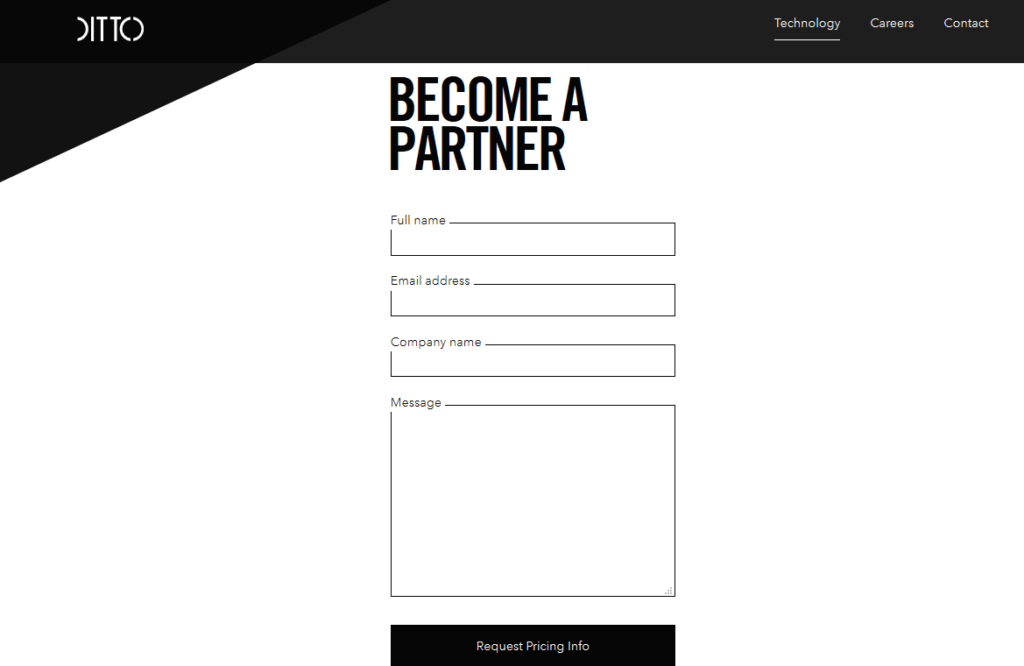 DITTO
Technology Careers Contact
BECOME A
PARTNER
Full name
Email address
Company name
Message
Request Pricing Info